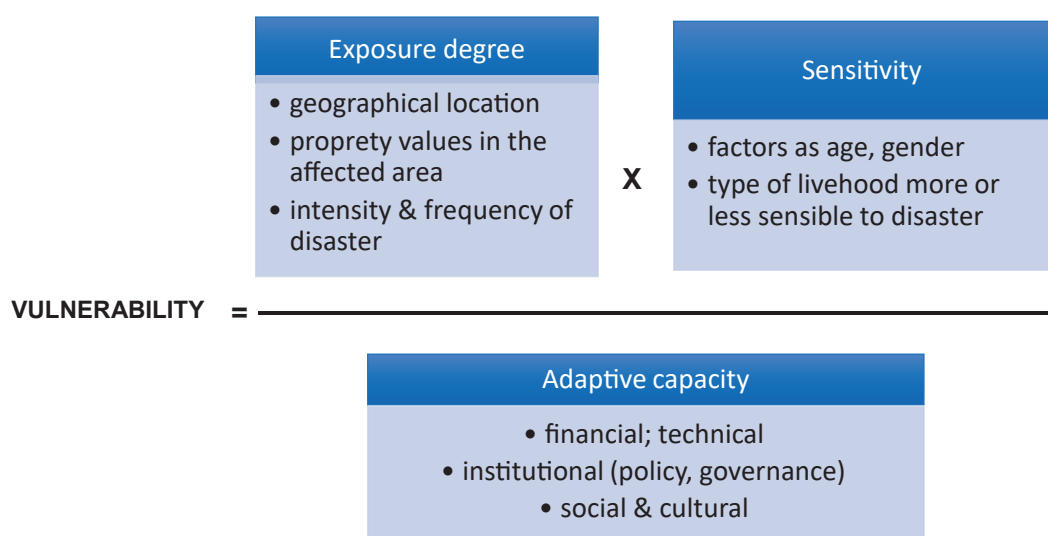 Exposure degree
• geographical location
• proprety values in the
affected area
• intensity & frequency of
disaster
X
Sensitivity
• factors as age, gender
• type of livehood more or
less sensible to disaster
VULNERABILITY =
Adaptive capacity
• financial; technical
• institutional (policy, governance)
• social & cultural